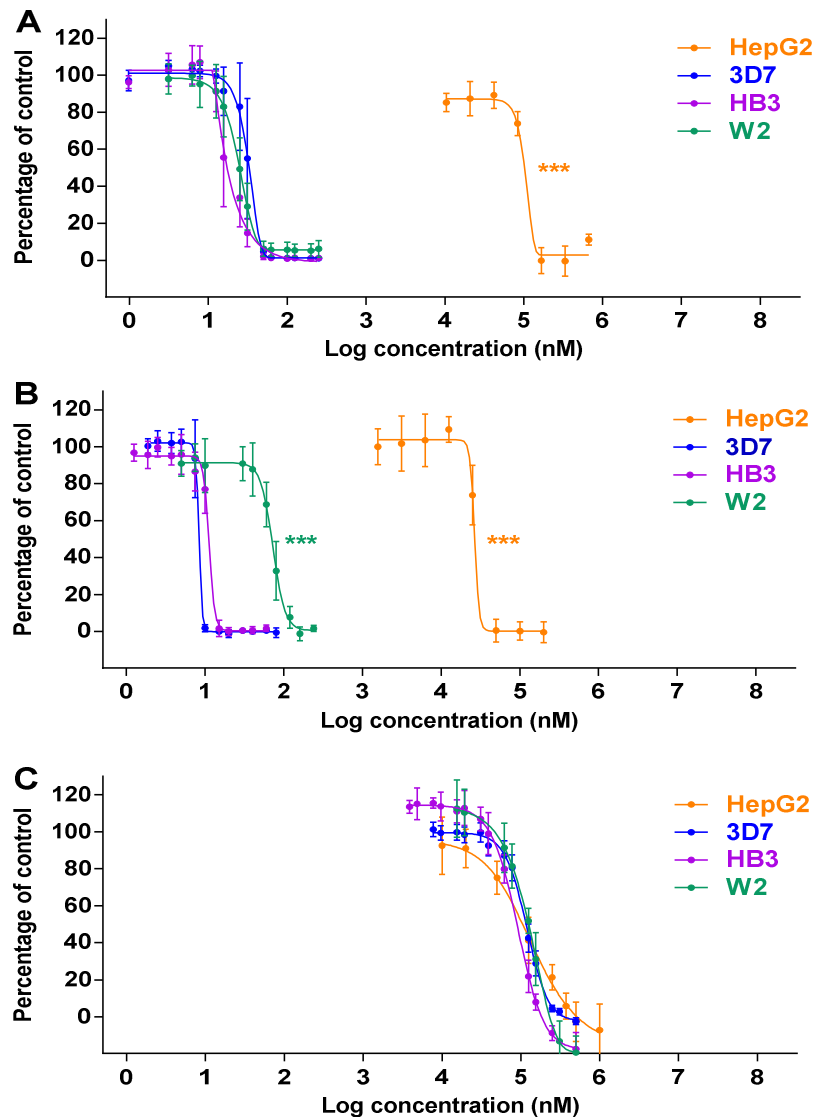 A
120
100
80
60
40
20
0
Percentage of control
HepG2
3D7
HB3
W2
***
0 1 2 3 4 5 6 7 8
Log concentration (nM)
B
120
100
80
60
40
20
0
Percentage of control
HepG2
3D7
HB3
W2
*** ***
0 1 2 3 4 5 6 7 8
Log concentration (nM)
C
120
100
80
60
40
20
0
Percentage of control
HepG2
3D7
HB3
W2
0 1 2 3 4 5 6 7 8
Log concentration (nM)